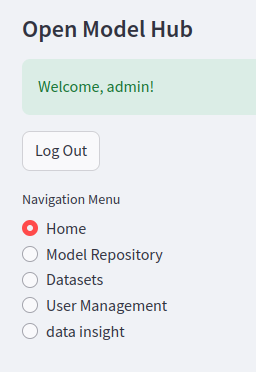 Open Model Hub
Welcome, admin!
Log Out
Navigation Menu
Home
Model Repository
Datasets
User Management
data insight